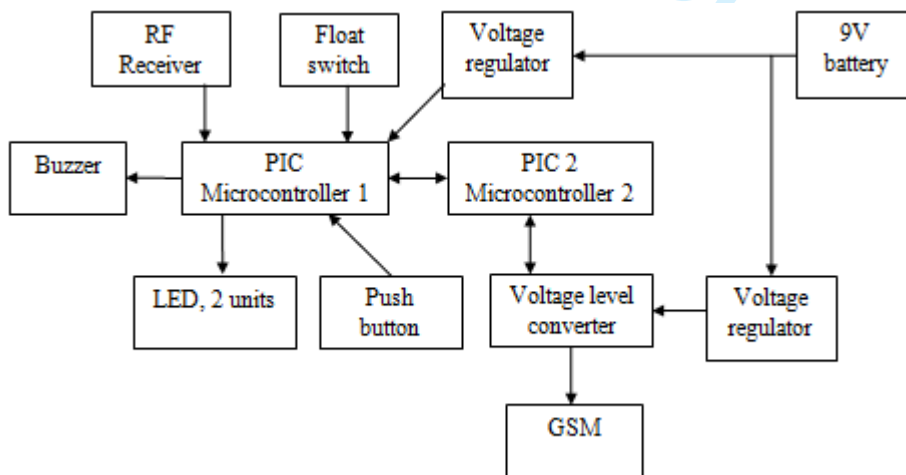 RF
Receiver
Float
switch
Voltage
regulator
9V
battery
Buzzer
PIC
Microcontroller 1
PIC 2
Microcontroller 2
LED, 2 units
Push
button
Voltage level
converter
Voltage
regulator
GSM